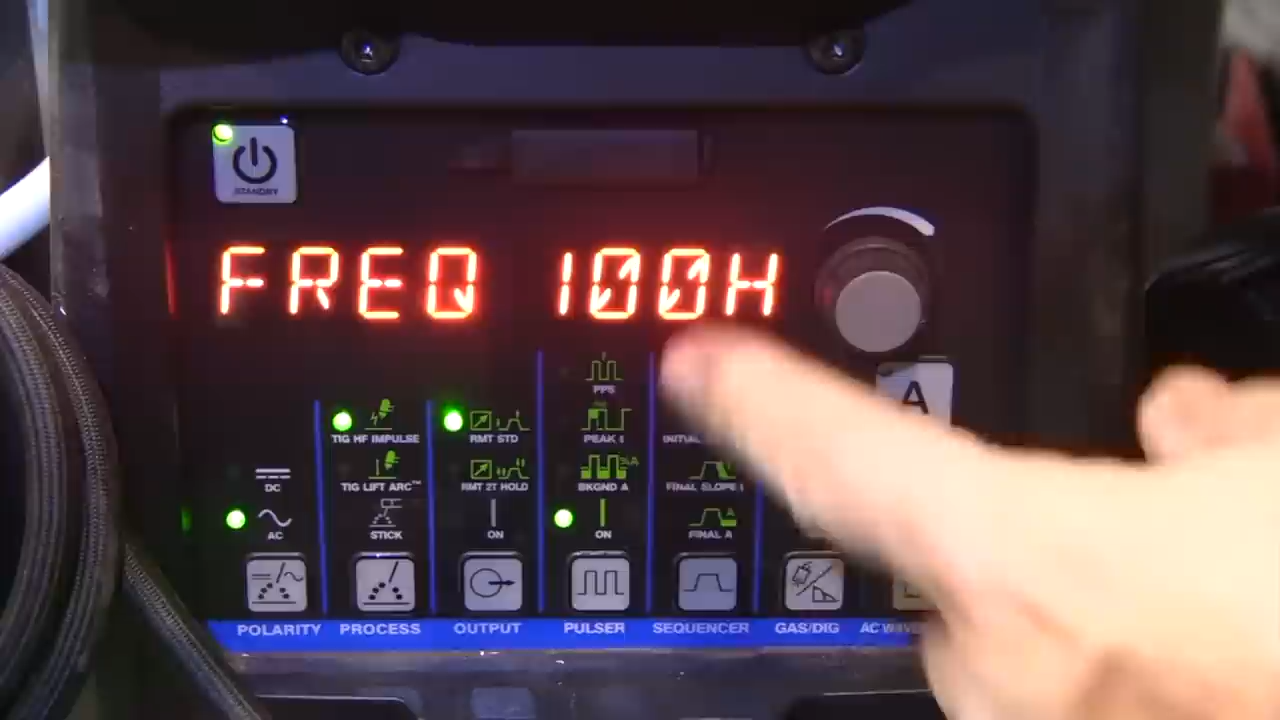 STANDBY
FREQ 100H
A
PPS
TIG HF IMPULSE
RMT STD
PEAK t
INITIAL
TIG LIFT ARC™
RMT 2T HOLD
BKGND A
FINAL SLOPE t
DC
AC
STICK
ON
ON
FINAL A
POLARITY
PROCESS
OUTPUT
PULSER
SEQUENCER
GAS/DIG
AC